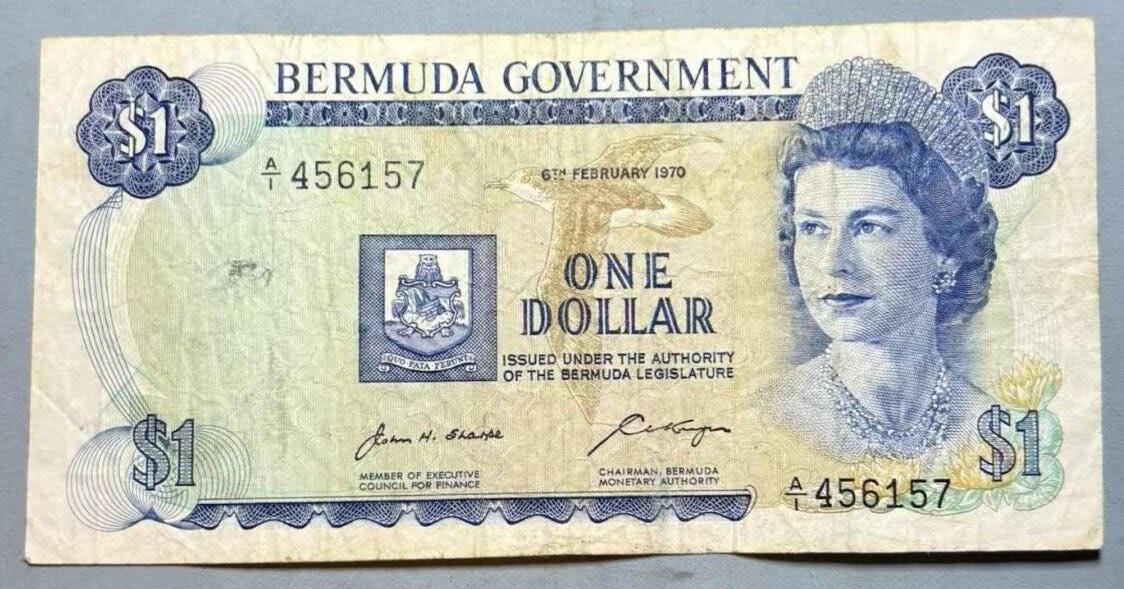 BERMUDA GOVERNMENT
$1
$1
A/1 456157
6TH FEBRUARY 1970
ONE
DOLLAR
QUO FATA FERUNT
ISSUED UNDER THE AUTHORITY
OF THE BERMUDA LEGISLATURE
$1
$1
John H. Sharpe
MEMBER OF EXECUTIVE
COUNCIL FOR FINANCE
CHAIRMAN, BERMUDA
MONETARY AUTHORITY
A/1 456157